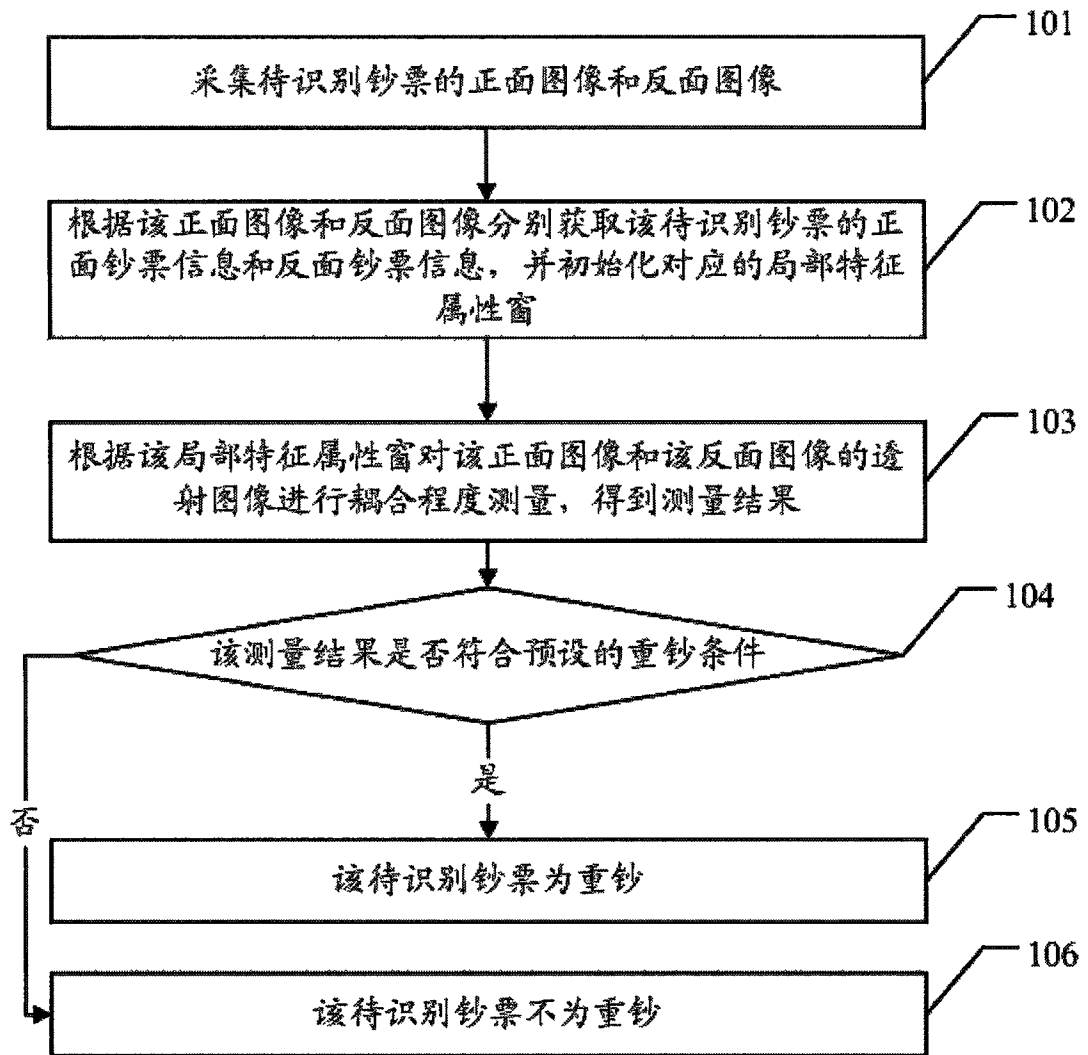 101
采集待识别钞票的正面图像和反面图像
102
根据该正面图像和反面图像分别获取该待识别钞票的正
面钞票信息和反面钞票信息，并初始化对应的局部特征
属性窗
103
根据该局部特征属性窗对该正面图像和该反面图像的透
射图像进行耦合程度测量，得到测量结果
104
该测量结果是否符合预设的重钞条件
是
否
105
该待识别钞票为重钞
106
该待识别钞票不为重钞